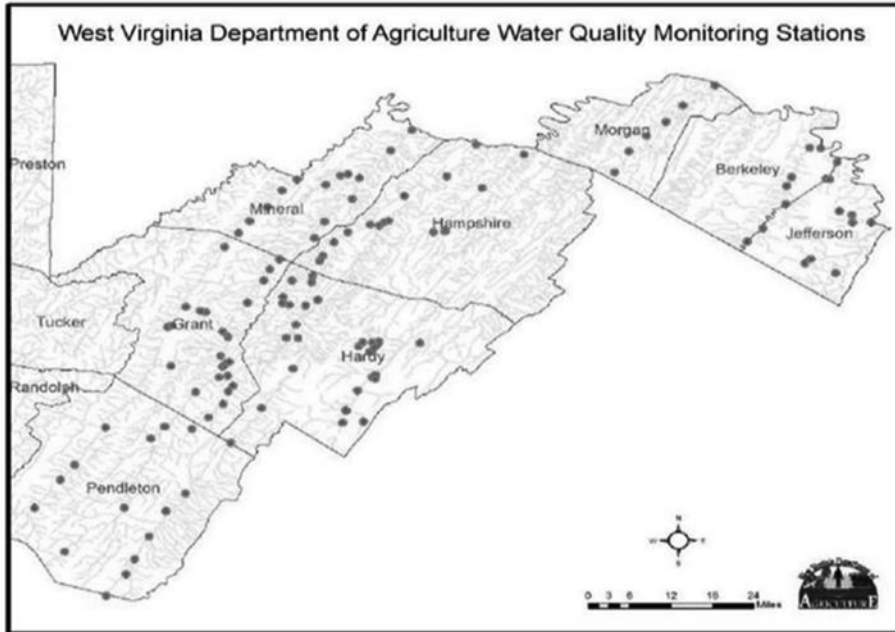 West Virginia Department of Agriculture Water Quality Monitoring Stations
Morgan
Preston
Berkeley
Mineral
Hampshire
Jefferson
Tucker
Grant
Hardy
Randolph
Pendleton
N
W E
S
0 3 6 12 18 24
Miles
AGRICULTURE